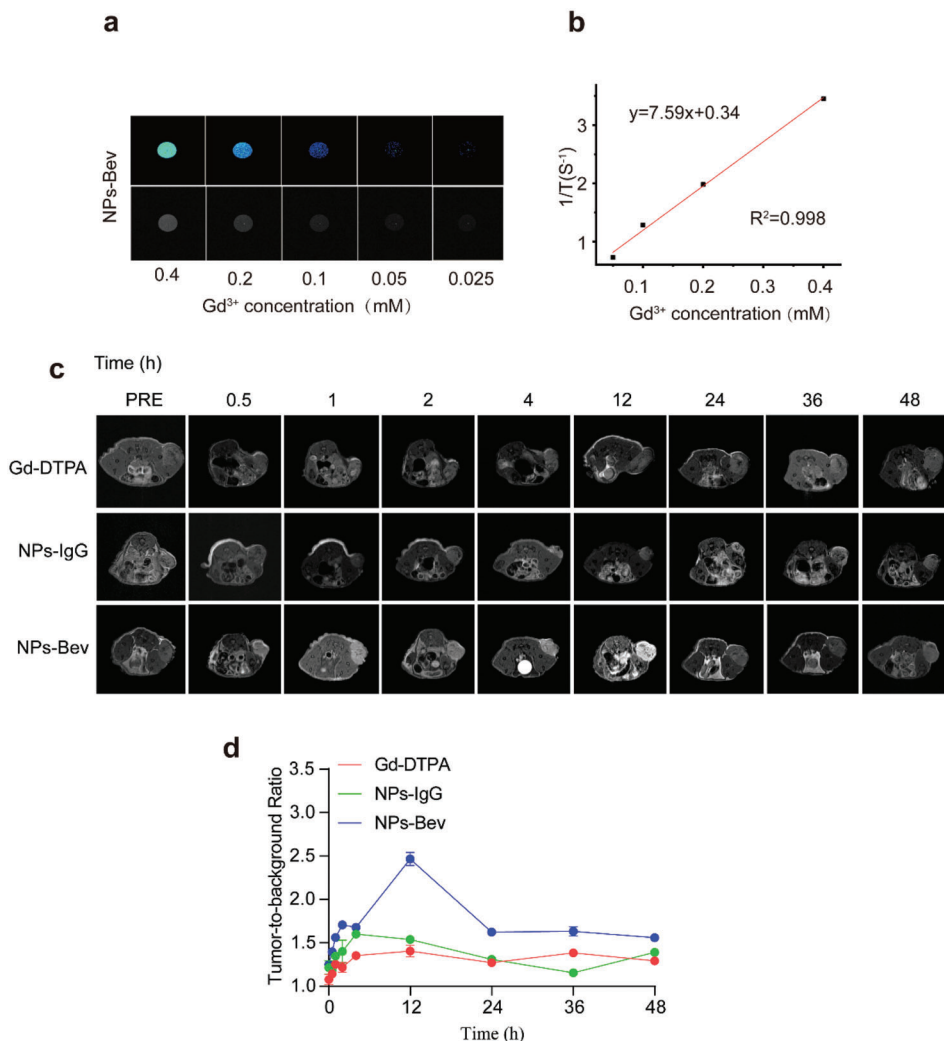 a
NPs-Bev
0.4 0.2 0.1 0.05 0.025
Gd³⁺ concentration (mM)
b
y=7.59x+0.34
R²=0.998
1/T(S⁻¹)
3
2
1
0.1 0.2 0.3 0.4
Gd³⁺ concentration (mM)
c
Time (h)
PRE 0.5 1 2 4 12 24 36 48
Gd-DTPA
NPs-IgG
NPs-Bev
d
Tumor-to-background Ratio
3.5
2.5
1.5
1.0
Gd-DTPA
NPs-IgG
NPs-Bev
0 12 24 36 48
Time (h)